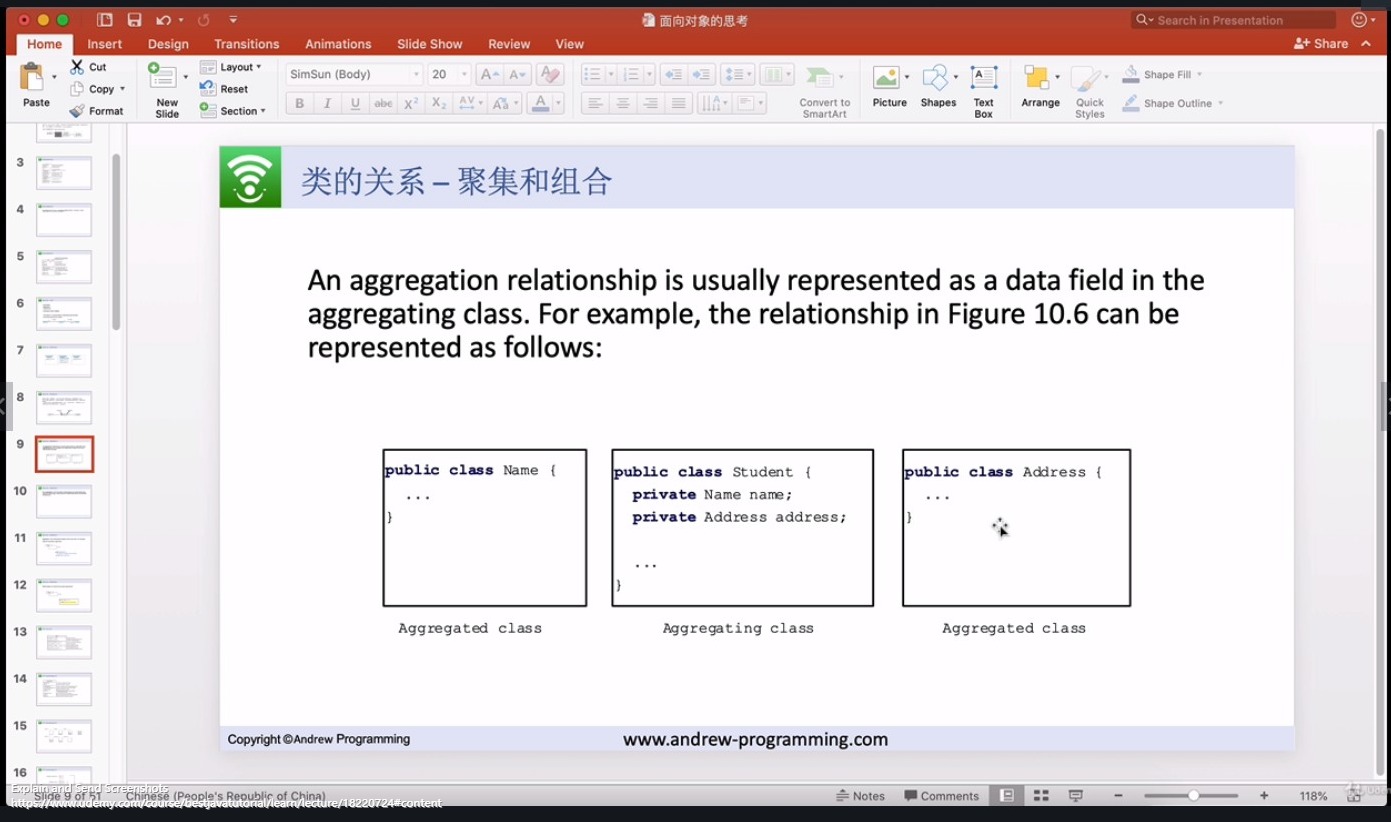 面向对象的思考
Search in Presentation
Home Insert Design Transitions Animations Slide Show Review View
Share
Paste
Cut
Copy
Format
New
Slide
Layout
Reset
Section
SimSun (Body) 20
B I U abc X² X₂ AV Aa A
Convert to
SmartArt
Picture
Shapes
Text
Box
Arrange
Quick
Styles
Shape Fill
Shape Outline
3
4
5
6
7
8
9
10
11
12
13
14
15
16
类的关系 – 聚集和组合
An aggregation relationship is usually represented as a data field in the
aggregating class. For example, the relationship in Figure 10.6 can be
represented as follows:
public class Name {
...
}
Aggregated class
public class Student {
private Name name;
private Address address;
...
}
Aggregating class
public class Address {
...
}
Aggregated class
Copyright ©Andrew Programming
www.andrew-programming.com
Explain and Send Screenshots
Slide 9 of 51 Chinese (People's Republic of China)
https://www.udemy.com/course/bestjavatutorial/learn/lecture/18220724#content
Notes Comments 118%